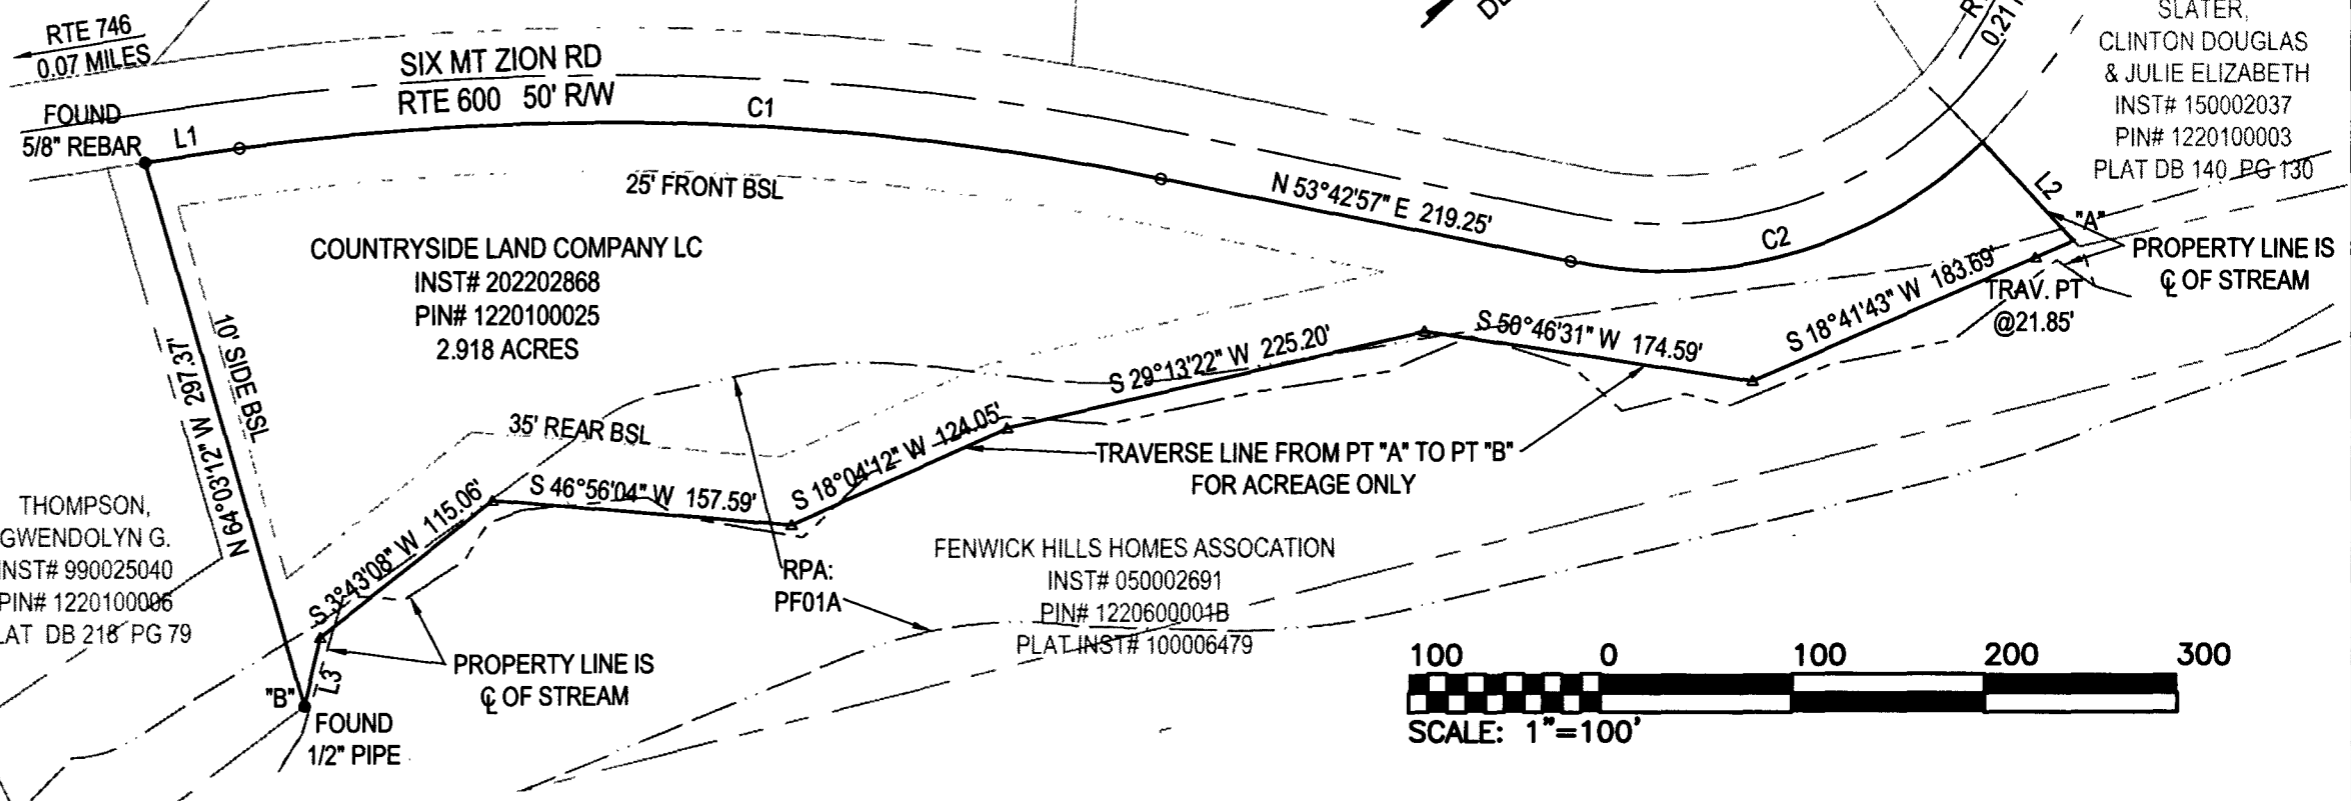 RTE 746
0.07 MILES
SIX MT ZION RD
RTE 600 50' R/W
FOUND
5/8" REBAR
L1
C1
25' FRONT BSL
N 53°42'57" E 219.25'
C2
L2
"A"
SLATER,
CLINTON DOUGLAS
& JULIE ELIZABETH
INST# 150002037
PIN# 1220100003
PLAT DB 140 PG 130
PROPERTY LINE IS
℄ OF STREAM
COUNTRYSIDE LAND COMPANY LC
INST# 202202868
PIN# 1220100025
2.918 ACRES
10' SIDE BSL
N 64°03'12" W 297.37'
S 18°41'43" W 183.69'
TRAV. PT
@21.85'
S 50°46'31" W 174.59'
S 29°13'22" W 225.20'
35' REAR BSL
S 18°04'12" W 124.05'
S 46°56'04" W 157.59'
S 3°43'08" W 115.06'
TRAVERSE LINE FROM PT "A" TO PT "B"
FOR ACREAGE ONLY
THOMPSON,
GWENDOLYN G.
INST# 990025040
PIN# 1220100006
LAT DB 218 PG 79
RPA:
PF01A
FENWICK HILLS HOMES ASSOCATION
INST# 050002691
PIN# 1220600001B
PLAT INST# 100006479
PROPERTY LINE IS
℄ OF STREAM
"B"
L3
FOUND
1/2" PIPE
100 0 100 200 300
SCALE: 1"=100'